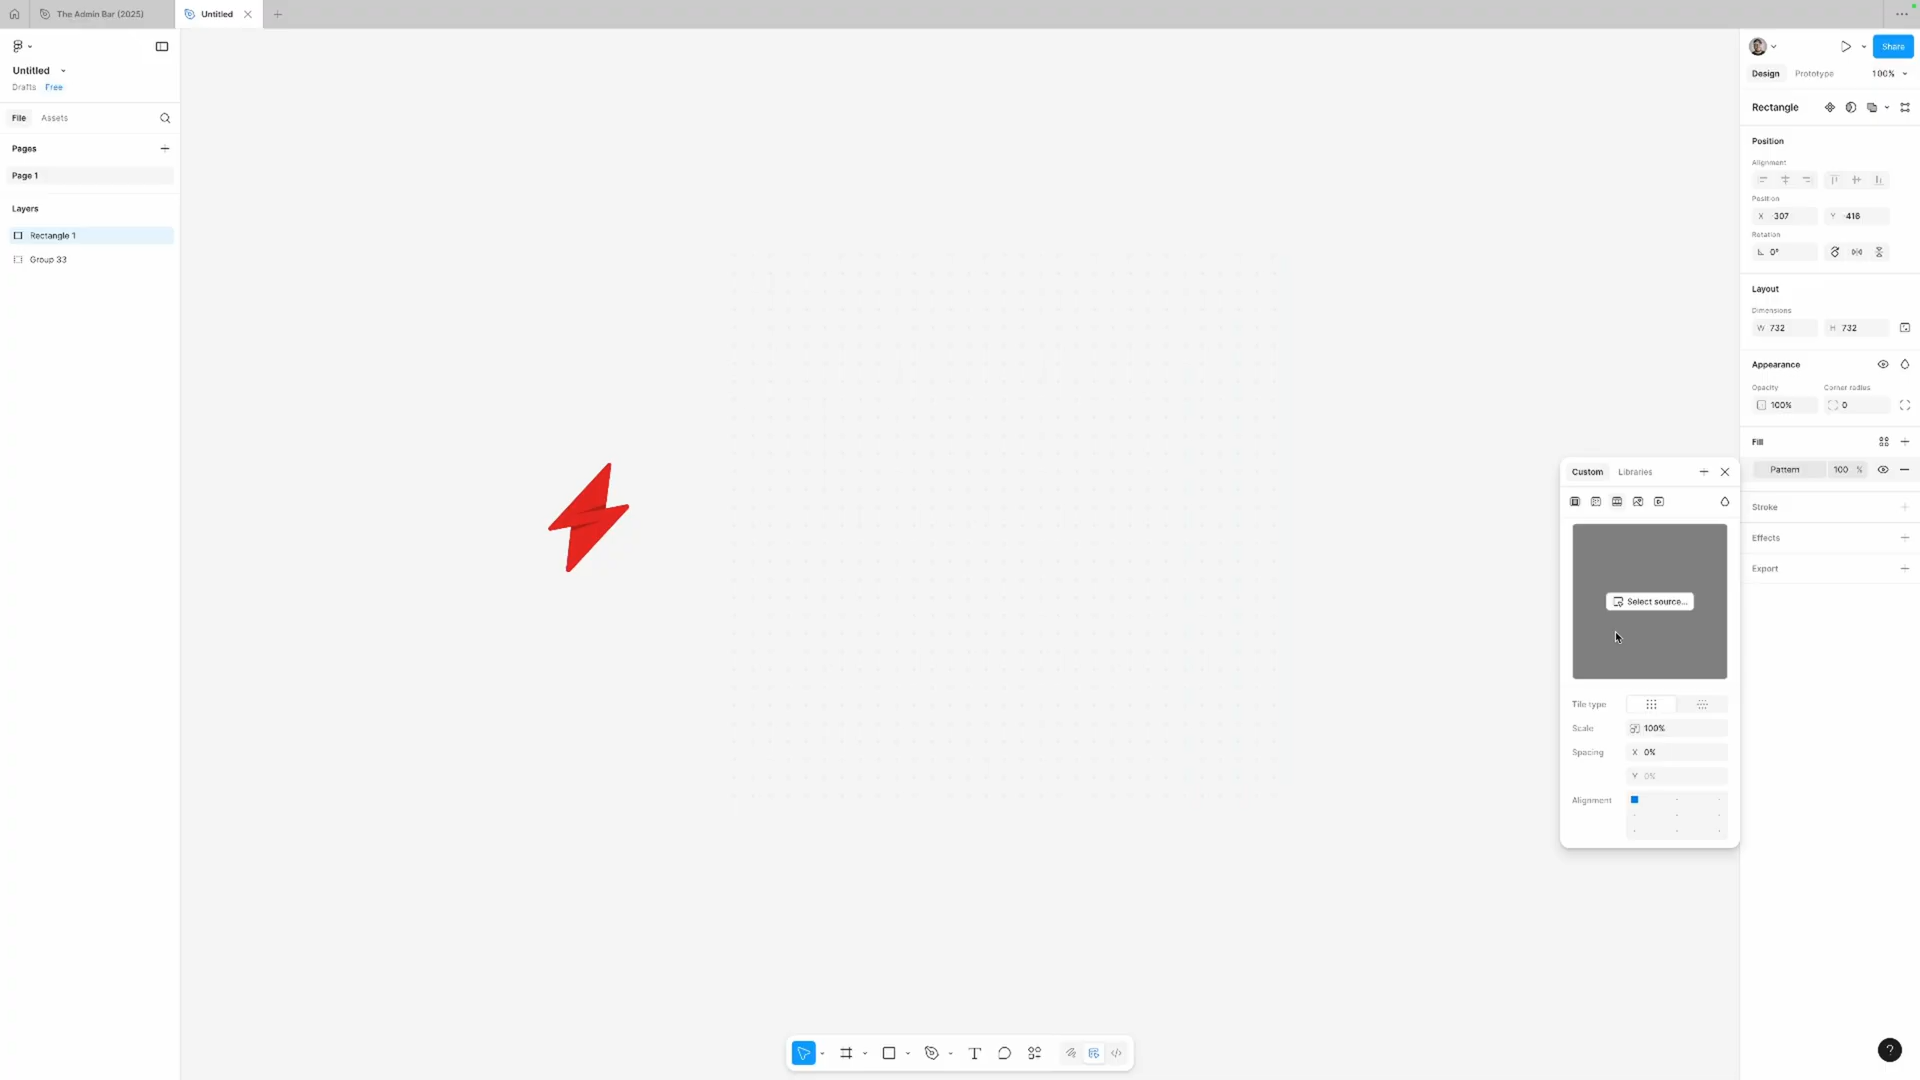 The Admin Bar (2025)
Untitled
Share
Untitled
Drafts Free
Design Prototype 100%
File Assets
Rectangle
Pages
Position
Page 1
Alignment
Position
Layers
X 307 Y -416
Rectangle 1
Rotation
0°
Group 33
Layout
Dimensions
W 732 H 732
Appearance
Opacity Corner radius
100% 0
Fill
Pattern 100 %
Custom Libraries
Stroke
Effects
Export
Select source...
Tile type
Scale 100%
Spacing X 0%
Y 0%
Alignment
T
?